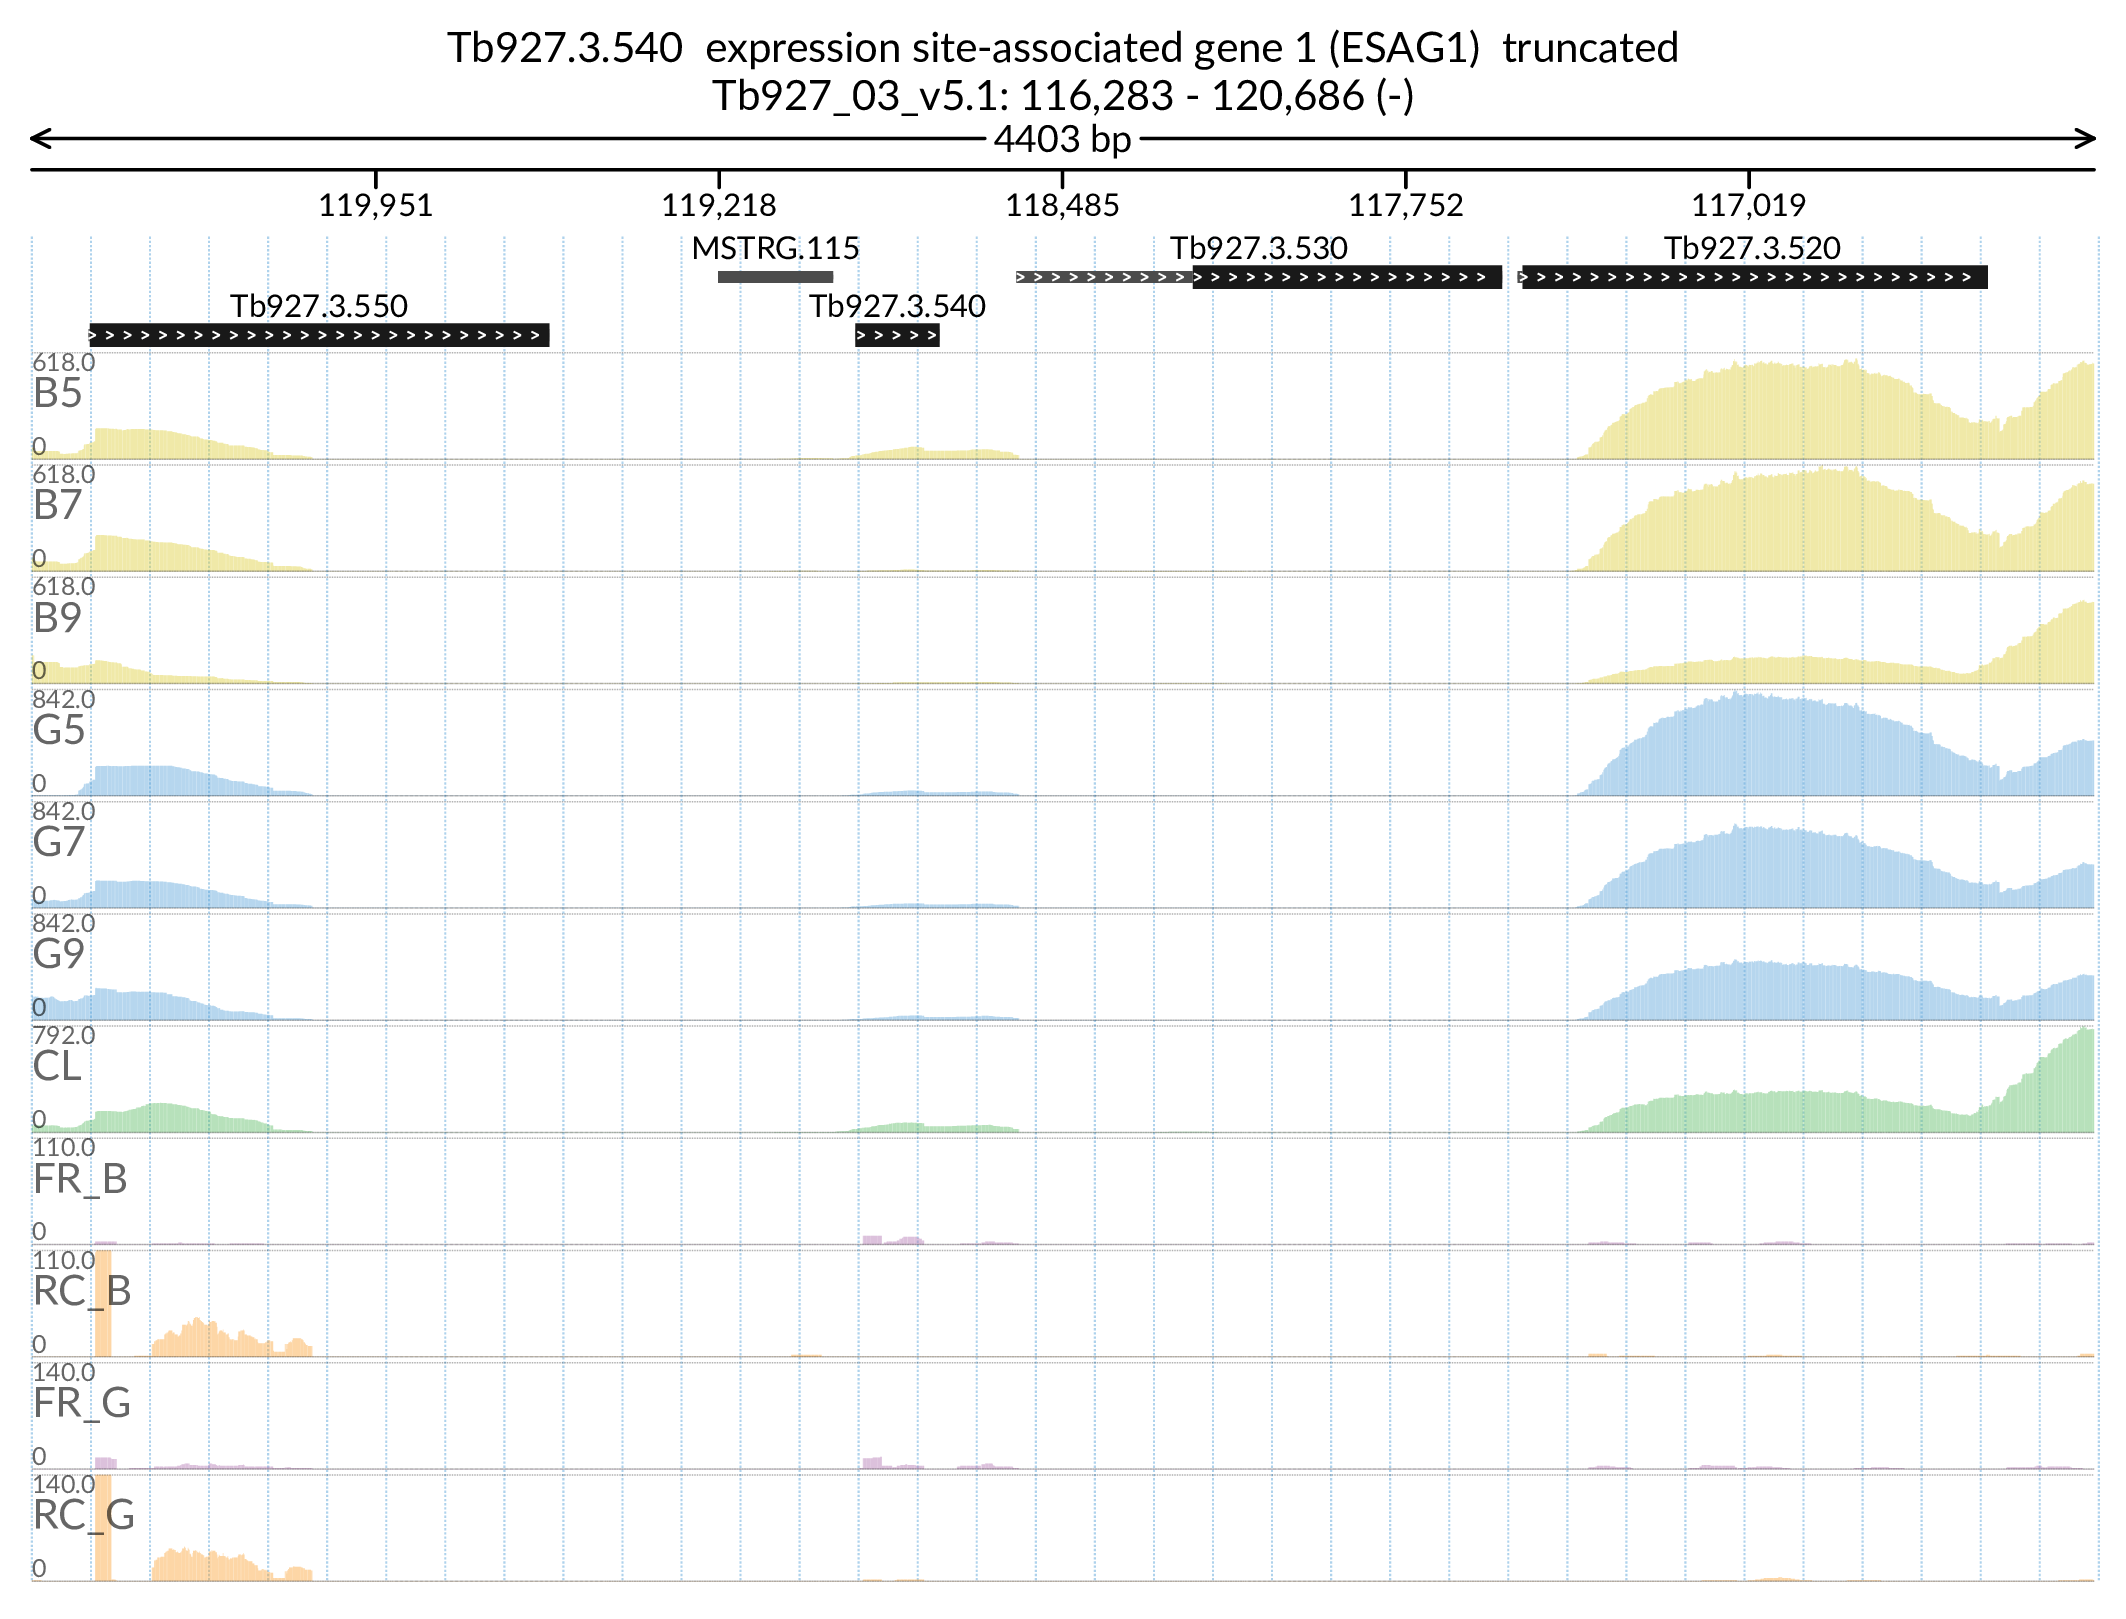 Tb927.3.540  expression site-associated gene 1 (ESAG1)  truncated
Tb927_03_v5.1: 116,283 - 120,686 (-)
4403 bp
119,951 119,218 118,485 117,752 117,019
MSTRG.115 Tb927.3.530 Tb927.3.520
Tb927.3.550 Tb927.3.540
618.0
B5
0
618.0
B7
0
618.0
B9
0
842.0
G5
0
842.0
G7
0
842.0
G9
0
792.0
CL
0
110.0
FR_B
0
110.0
RC_B
0
140.0
FR_G
0
140.0
RC_G
0